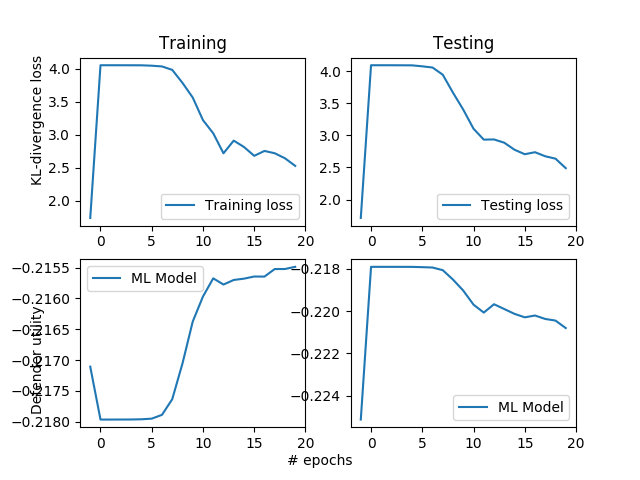 Training
Testing
KL-divergence loss
4.0
3.5
3.0
2.5
2.0
Training loss
0 5 10 15 20
4.0
3.5
3.0
2.5
2.0
Testing loss
0 5 10 15 20
Defender utility
−0.2155
−0.2160
−0.2165
−0.2170
−0.2175
−0.2180
ML Model
0 5 10 15 20
−0.218
−0.220
−0.222
−0.224
ML Model
0 5 10 15 20
# epochs